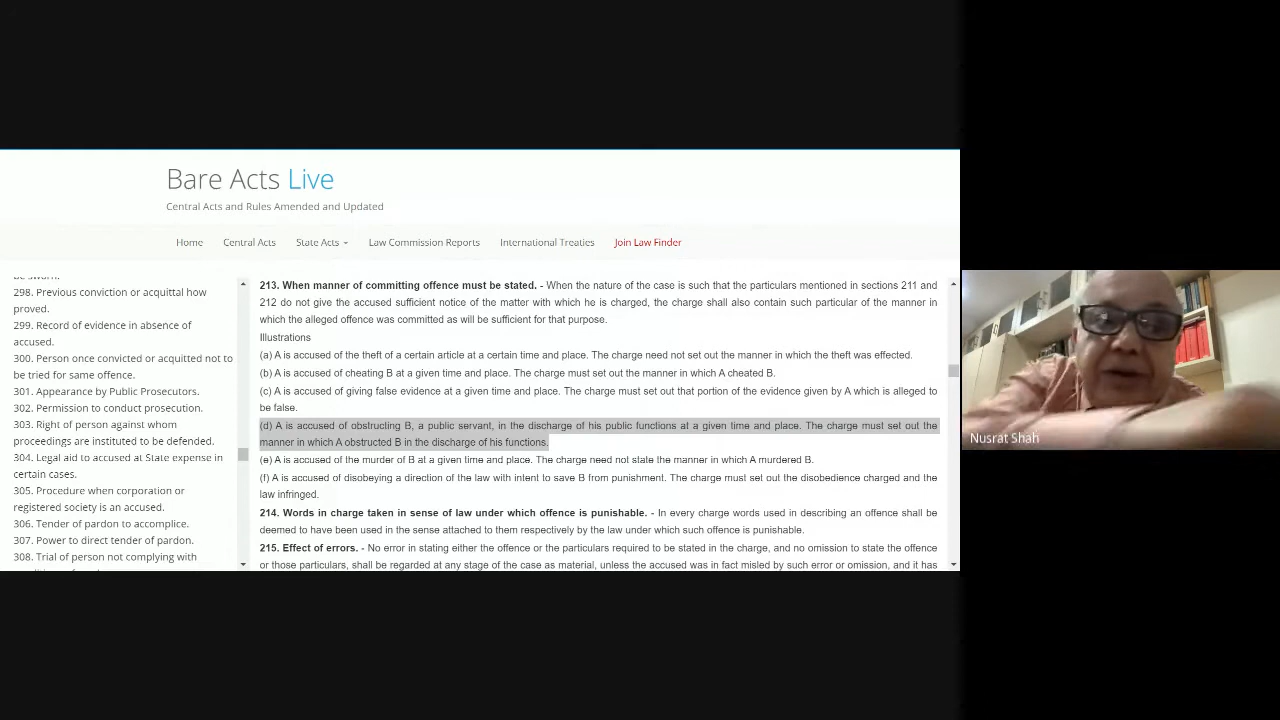 Bare Acts Live
Central Acts and Rules Amended and Updated
Home Central Acts State Acts Law Commission Reports International Treaties Join Law Finder
be sworn.
298. Previous conviction or acquittal how
proved.
299. Record of evidence in absence of
accused.
300. Person once convicted or acquitted not to
be tried for same offence.
301. Appearance by Public Prosecutors.
302. Permission to conduct prosecution.
303. Right of person against whom
proceedings are instituted to be defended.
304. Legal aid to accused at State expense in
certain cases.
305. Procedure when corporation or
registered society is an accused.
306. Tender of pardon to accomplice.
307. Power to direct tender of pardon.
308. Trial of person not complying with
213. When manner of committing offence must be stated. - When the nature of the case is such that the particulars mentioned in sections 211 and
212 do not give the accused sufficient notice of the matter with which he is charged, the charge shall also contain such particular of the manner in
which the alleged offence was committed as will be sufficient for that purpose.
Illustrations
(a) A is accused of the theft of a certain article at a certain time and place. The charge need not set out the manner in which the theft was effected.
(b) A is accused of cheating B at a given time and place. The charge must set out the manner in which A cheated B.
(c) A is accused of giving false evidence at a given time and place. The charge must set out that portion of the evidence given by A which is alleged to
be false.
(d) A is accused of obstructing B, a public servant, in the discharge of his public functions at a given time and place. The charge must set out the
manner in which A obstructed B in the discharge of his functions.
(e) A is accused of the murder of B at a given time and place. The charge need not state the manner in which A murdered B.
(f) A is accused of disobeying a direction of the law with intent to save B from punishment. The charge must set out the disobedience charged and the
law infringed.
214. Words in charge taken in sense of law under which offence is punishable. - In every charge words used in describing an offence shall be
deemed to have been used in the sense attached to them respectively by the law under which such offence is punishable.
215. Effect of errors. - No error in stating either the offence or the particulars required to be stated in the charge, and no omission to state the offence
or those particulars, shall be regarded at any stage of the case as material, unless the accused was in fact misled by such error or omission, and it has
Nusrat Shah